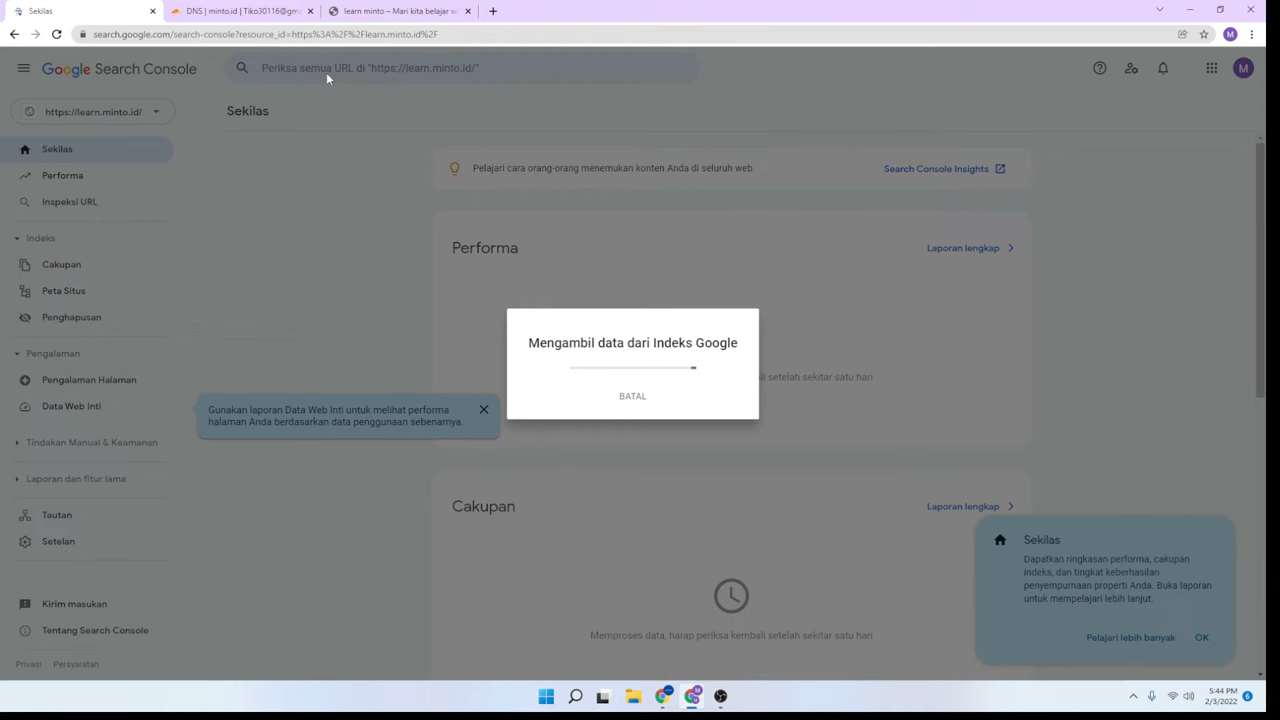 Sekilas
DNS | minto.id | Tiko30116@gm
learn minto – Mari kita belajar w
search.google.com/search-console?resource_id=https%3A%2F%2Flearn.minto.id%2F
M
Google Search Console
Periksa semua URL di "https://learn.minto.id/"
M
https://learn.minto.id/
Sekilas
Sekilas
Performa
Inspeksi URL
Indeks
Cakupan
Peta Situs
Penghapusan
Pengalaman
Pengalaman Halaman
Data Web Inti
Tindakan Manual & Keamanan
Laporan dan fitur lama
Tautan
Setelan
Kirim masukan
Tentang Search Console
Privasi Persyaratan
Pelajari cara orang-orang menemukan konten Anda di seluruh web
Search Console Insights
Performa
Laporan lengkap
Mengambil data dari Indeks Google
BATAL
li setelah sekitar satu hari
Gunakan laporan Data Web Inti untuk melihat performa
halaman Anda berdasarkan data penggunaan sebenarnya.
Cakupan
Laporan lengkap
Memproses data, harap periksa kembali setelah sekitar satu hari
Sekilas
Dapatkan ringkasan performa, cakupan
indeks, dan tingkat keberhasilan
penyempurnaan properti Anda. Buka laporan
untuk mempelajari lebih lanjut.
Pelajari lebih banyak OK
5:44 PM
2/3/2022
6